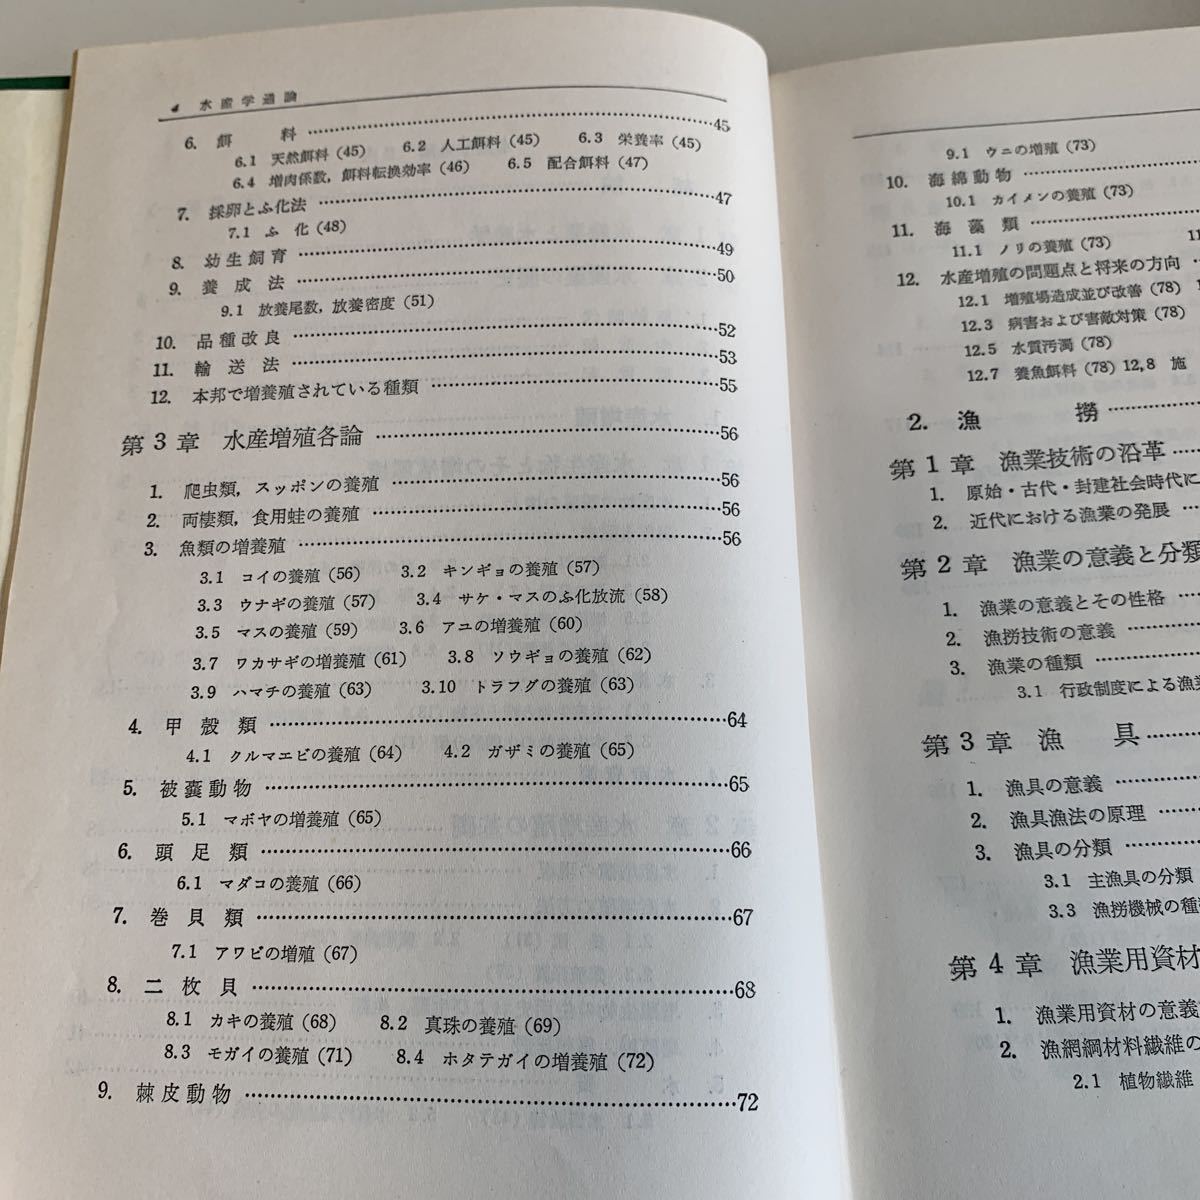 4 水産学通論
6. 餌 料 ……45
6.1 天然餌料 (45) 6.2 人工餌料 (45) 6.3 栄養率 (45)
6.4 増肉係数, 餌料転換効率 (46) 6.5 配合餌料 (47)
7. 採卵とふ化法 ……47
7.1 ふ 化 (48)
8. 幼生飼育 ……49
9. 養成法 ……50
9.1 放養尾数, 放養密度 (51)
10. 品種改良 ……52
11. 輸送法 ……53
12. 本邦で増養殖されている種類 ……55
第3章 水産増殖各論 ……56
1. 爬虫類, スッポンの養殖 ……56
2. 両棲類, 食用蛙の養殖 ……56
3. 魚類の増養殖 ……56
3.1 コイの養殖 (56) 3.2 キンギョの養殖 (57)
3.3 ウナギの養殖 (57) 3.4 サケ・マスのふ化放流 (58)
3.5 マスの養殖 (59) 3.6 アユの増養殖 (60)
3.7 ワカサギの増養殖 (61) 3.8 ソウギョの養殖 (62)
3.9 ハマチの養殖 (63) 3.10 トラフグの養殖 (63)
4. 甲殻類 ……64
4.1 クルマエビの養殖 (64) 4.2 ガザミの養殖 (65)
5. 被嚢動物 ……65
5.1 マボヤの増養殖 (65)
6. 頭足類 ……66
6.1 マダコの養殖 (66)
7. 巻貝類 ……67
7.1 アワビの増殖 (67)
8. 二枚貝 ……68
8.1 カキの養殖 (68) 8.2 真珠の養殖 (69)
8.3 モガイの養殖 (71) 8.4 ホタテガイの増養殖 (72)
9. 棘皮動物 ……72
9.1 ウニの増殖 (73)
10. 海綿動物 ……
10.1 カイメンの養殖 (73)
11. 海藻類 ……
11.1 ノリの養殖 (73) 11
12. 水産増殖の問題点と将来の方向 ……
12.1 増殖場造成並び改善 (78)
12.3 病害および害敵対策 (78)
12.5 水質汚濁 (78)
12.7 養魚餌料 (78) 12,8 施
2. 漁 撈 ……
第1章 漁業技術の沿革 ……
1. 原始・古代・封建社会時代に
2. 近代における漁業の発展 ……
第2章 漁業の意義と分類
1. 漁業の意義とその性格 ……
2. 漁撈技術の意義 ……
3. 漁業の種類 ……
3.1 行政制度による漁業
第3章 漁 具 ……
1. 漁具の意義 ……
2. 漁具漁法の原理 ……
3. 漁具の分類 ……
3.1 主漁具の分類
3.3 漁撈機械の種
第4章 漁業用資材
1. 漁業用資材の意義
2. 漁網綱材料繊維の
2.1 植物繊維